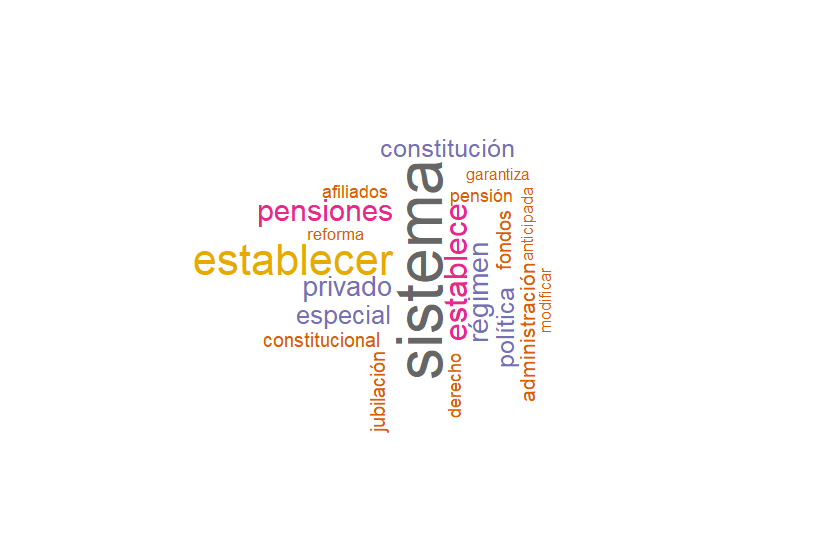 constitución
garantiza
afiliados
pensión
pensiones
reforma
establecer
privado
especial
constitucional
sistema
establece
régimen
fondos
anticipada
política
administración
modificar
jubilación
derecho